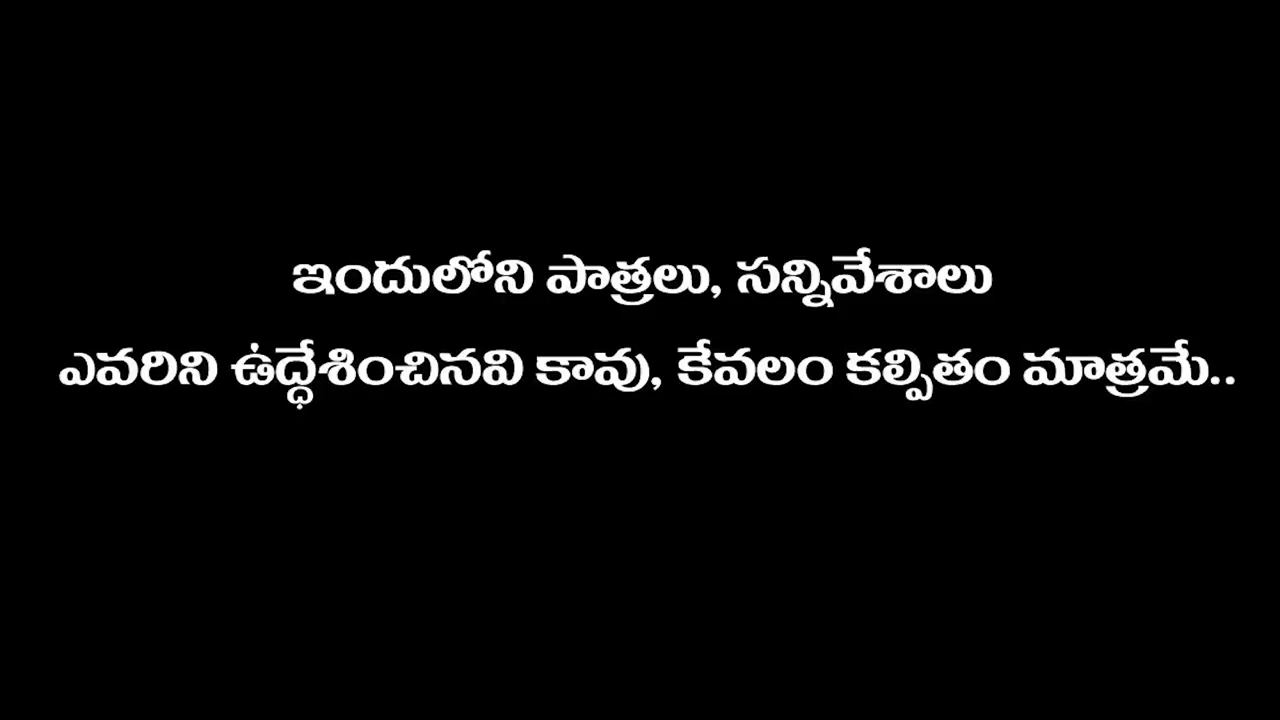 ఇందులోని పాత్రలు, సన్నివేశాలు
ఎవరిని ఉద్ధేశించినవి కావు, కేవలం కల్పితం మాత్రమే..